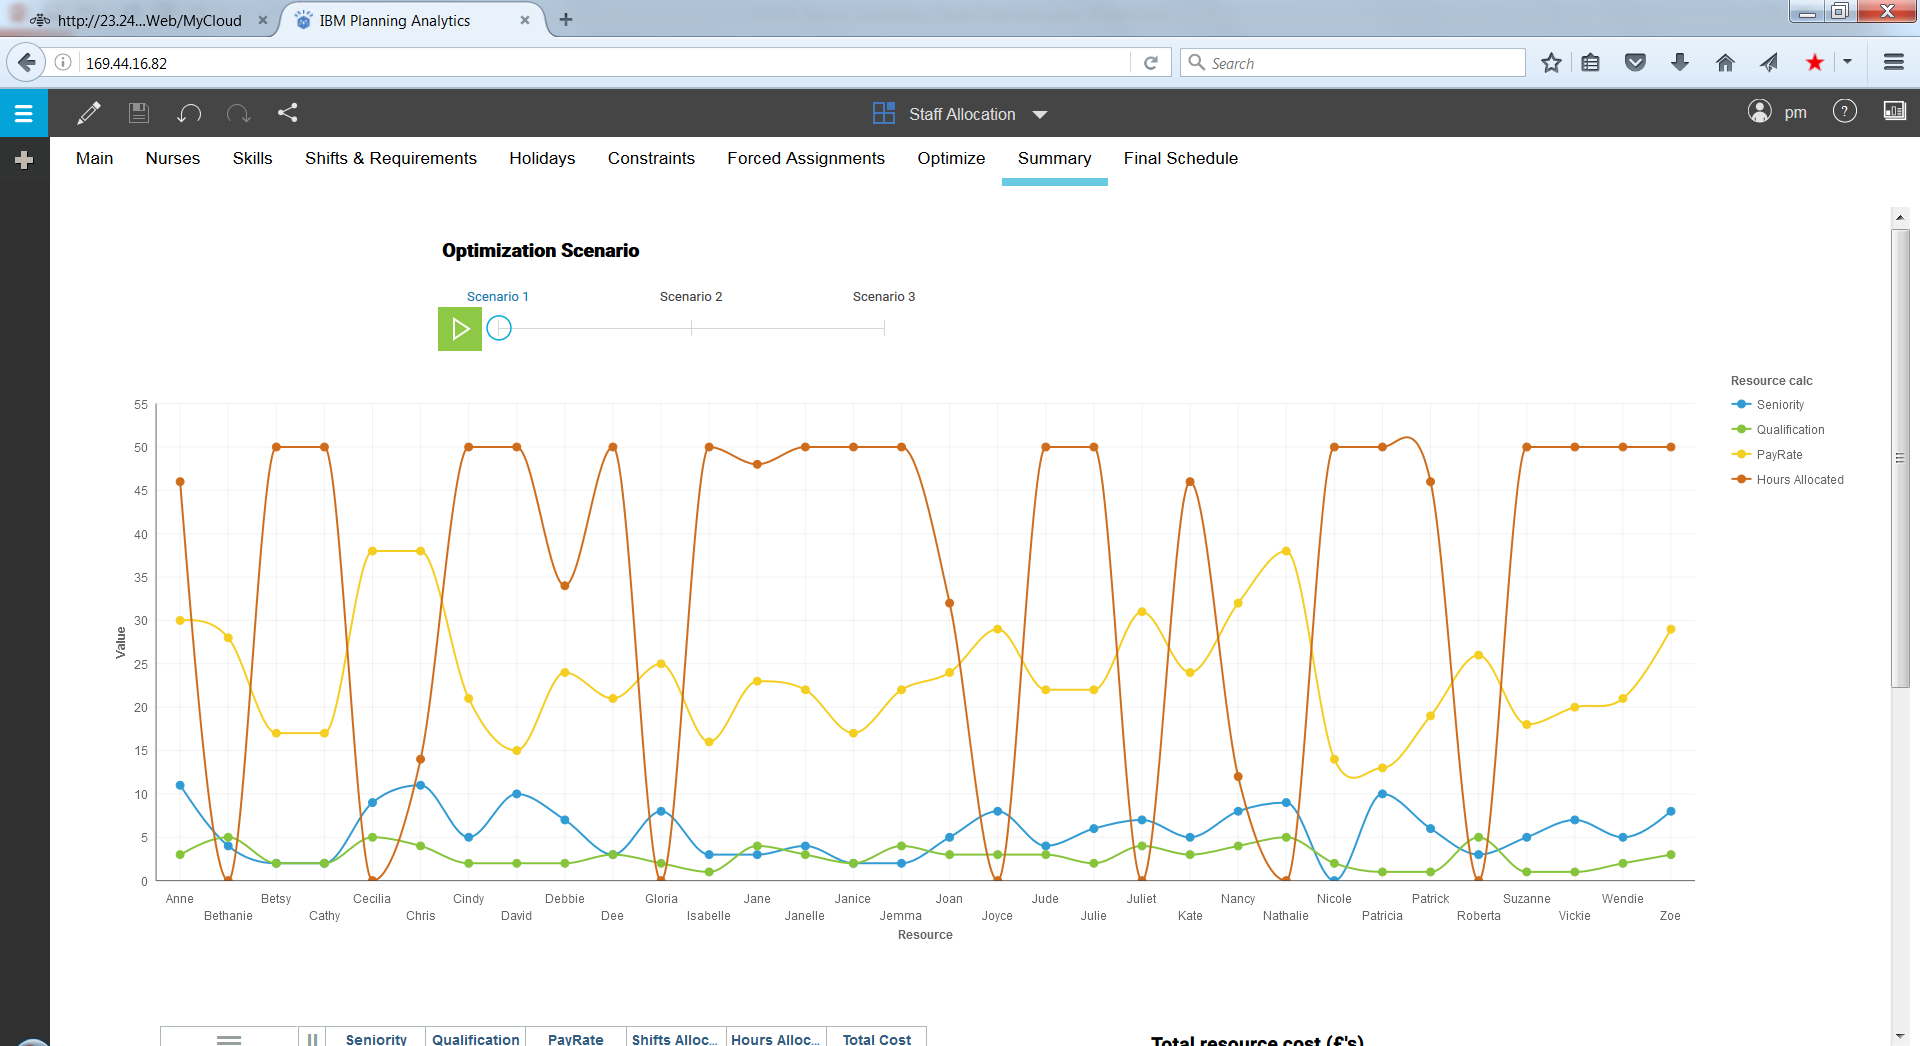 http://23.24...Web/MyCloud
IBM Planning Analytics
169.44.16.82
Search
Staff Allocation
pm
?
Main Nurses Skills Shifts & Requirements Holidays Constraints Forced Assignments Optimize Summary Final Schedule
Optimization Scenario
Scenario 1 Scenario 2 Scenario 3
Resource calc
Seniority
Qualification
PayRate
Hours Allocated
55
50
45
40
35
30
25
20
15
10
5
0
Value
Anne Betsy Cecilia Cindy Debbie Gloria Jane Janice Joan Jude Juliet Nancy Nicole Patrick Suzanne Wendie
Bethanie Cathy Chris David Dee Isabelle Janelle Jemma Joyce Julie Kate Nathalie Patricia Roberta Vickie Zoe
Resource
Seniority Qualification PayRate Shifts Alloc... Hours Alloc... Total Cost
Total resource cost (£'s)